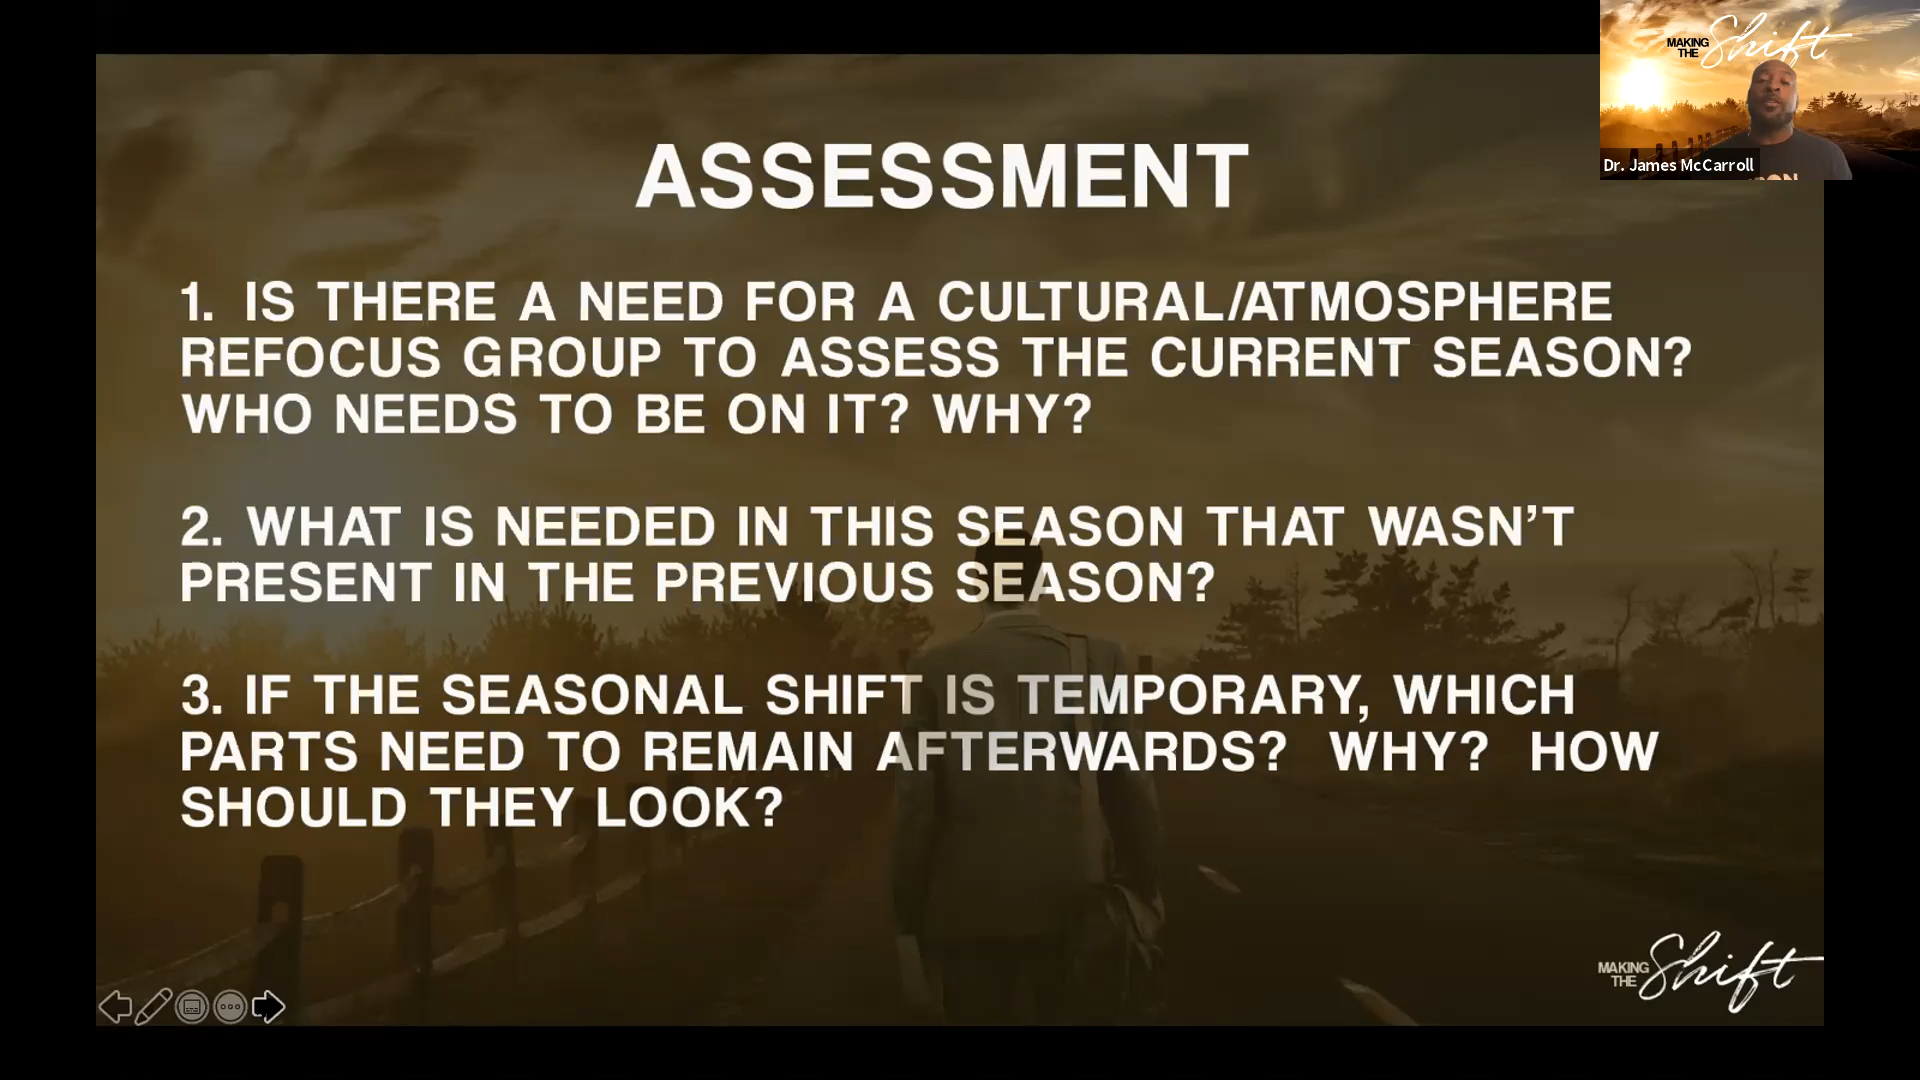 MAKING
THE Shift
Dr. James McCarroll
ASSESSMENT
1. IS THERE A NEED FOR A CULTURAL/ATMOSPHERE
REFOCUS GROUP TO ASSESS THE CURRENT SEASON?
WHO NEEDS TO BE ON IT? WHY?
2. WHAT IS NEEDED IN THIS SEASON THAT WASN’T
PRESENT IN THE PREVIOUS SEASON?
3. IF THE SEASONAL SHIFT IS TEMPORARY, WHICH
PARTS NEED TO REMAIN AFTERWARDS? WHY? HOW
SHOULD THEY LOOK?
MAKING
THE Shift